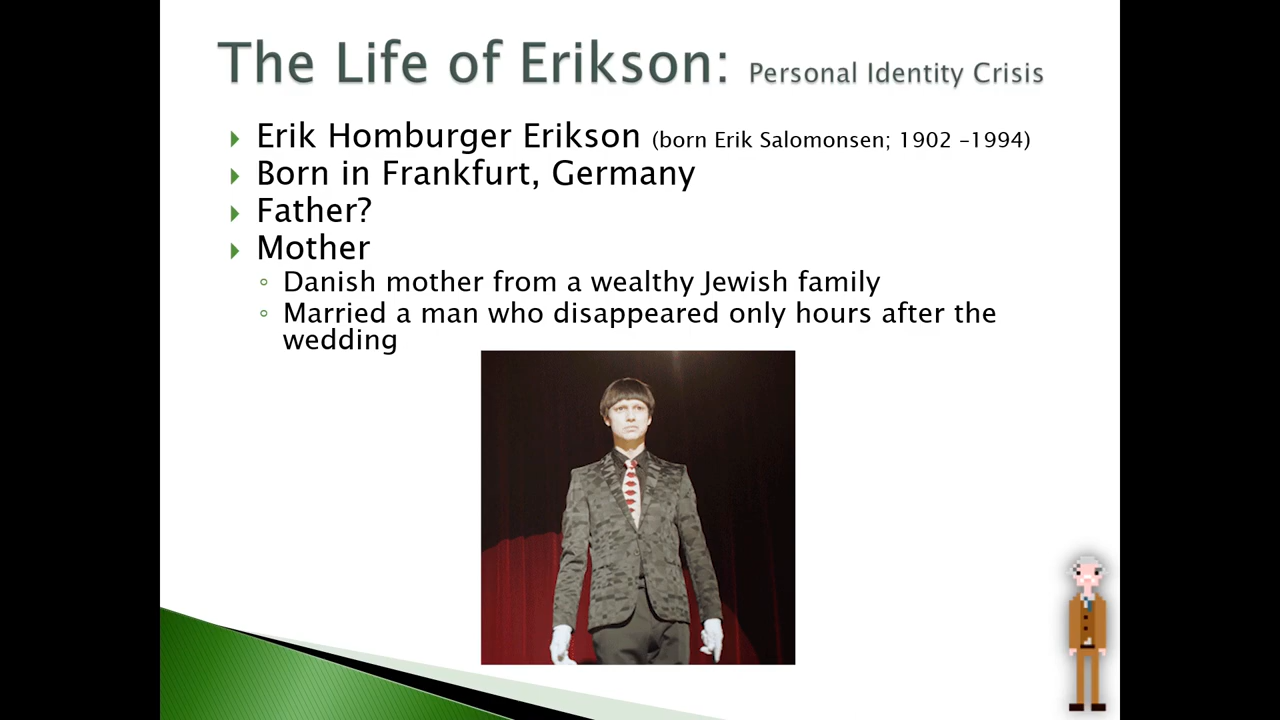 The Life of Erikson: Personal Identity Crisis
Erik Homburger Erikson (born Erik Salomonsen; 1902 –1994)
Born in Frankfurt, Germany
Father?
Mother
Danish mother from a wealthy Jewish family
Married a man who disappeared only hours after the
wedding